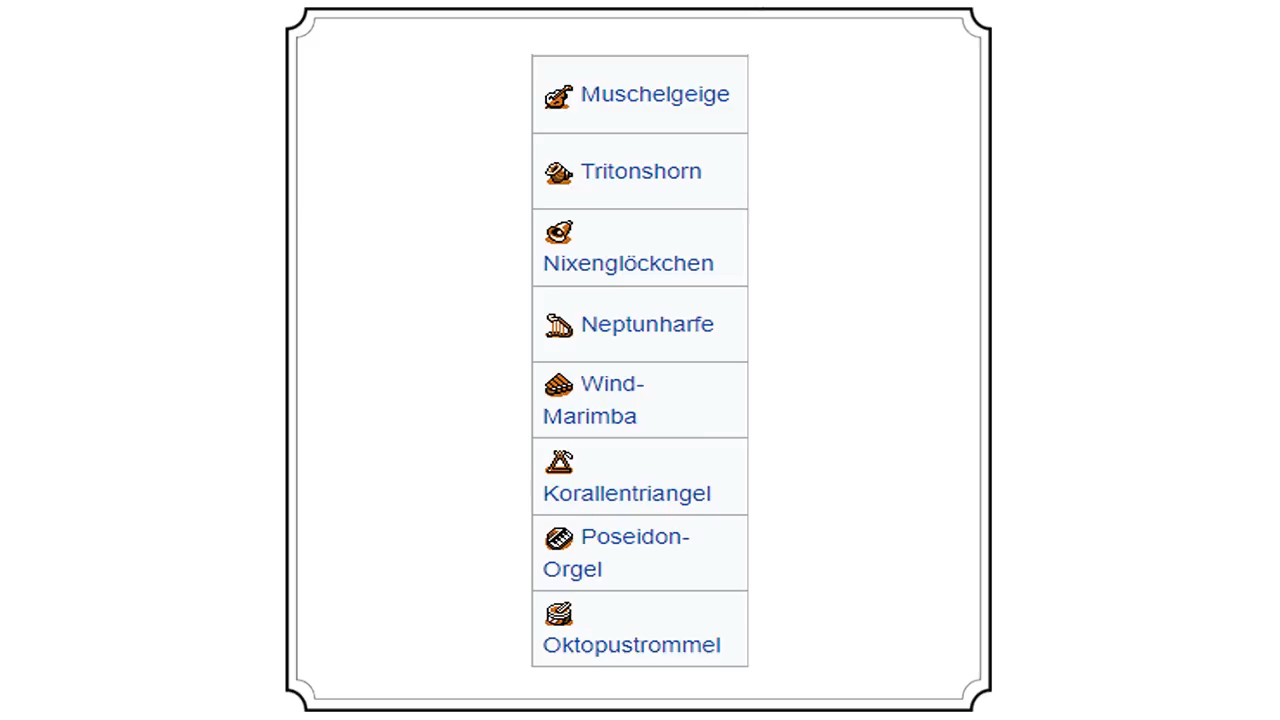 Muschelgeige
Tritonshorn
Nixenglöckchen
Neptunharfe
Wind-
Marimba
Korallentriangel
Poseidon-
Orgel
Oktopustrommel